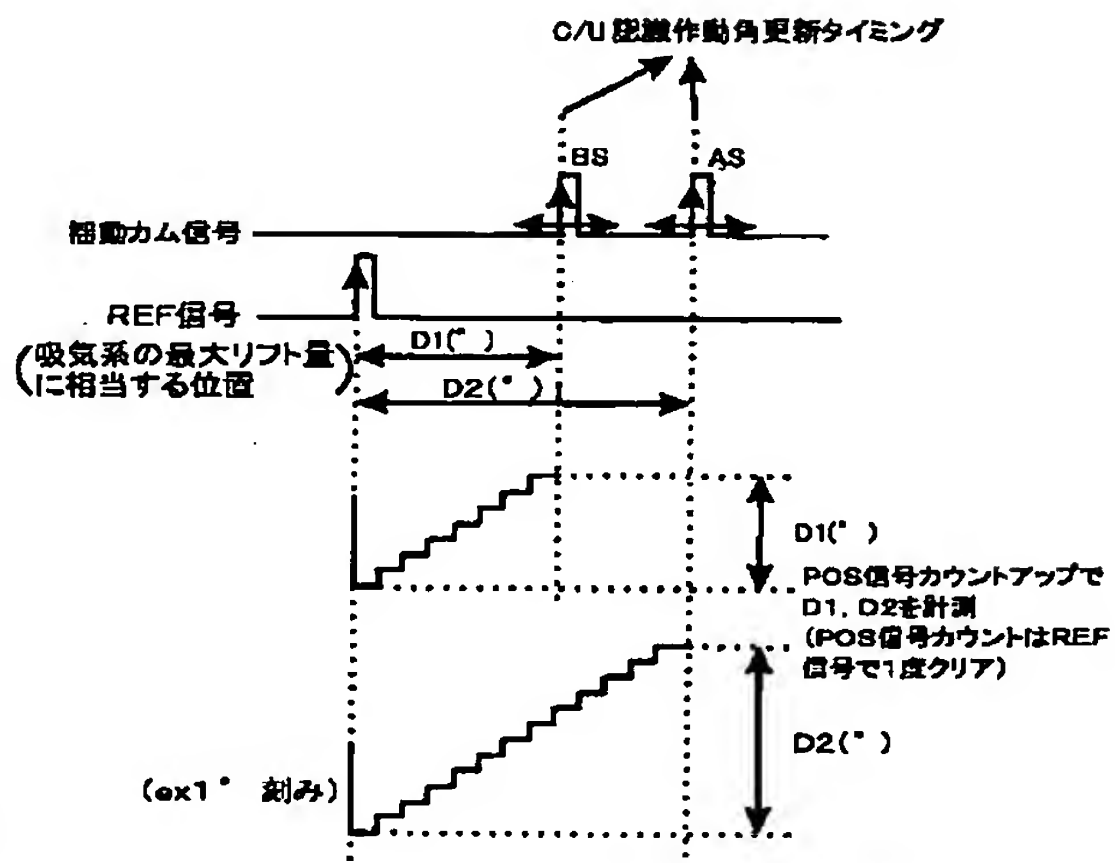 C/U 認識作動角更新タイミング
BS
AS
揺動カム信号
REF信号
(吸気系の最大リフト量
に相当する位置)
D1(° )
D2(° )
D1(° )
POS信号カウントアップで
D1, D2を計測
(POS信号カウントはREF
信号で1度クリア)
D2(° )
(ex1° 刻み)